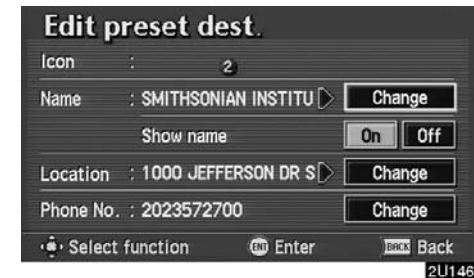 Edit preset dest.
Icon : 2
Name : SMITHSONIAN INSTITU Change
Show name On Off
Location : 1000 JEFFERSON DR S Change
Phone No. : 2023572700 Change
Select function ENT Enter BACK Back
2U146